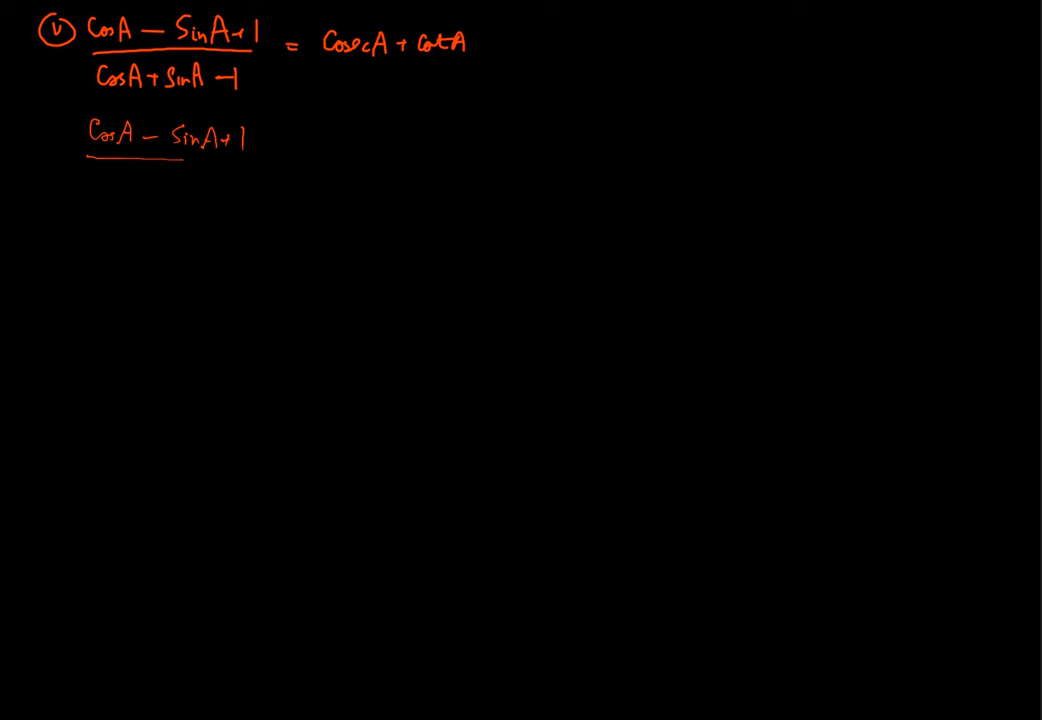 (v) CosA - SinA + 1
= CosecA + CotA
CosA + SinA - 1
CosA - SinA + 1